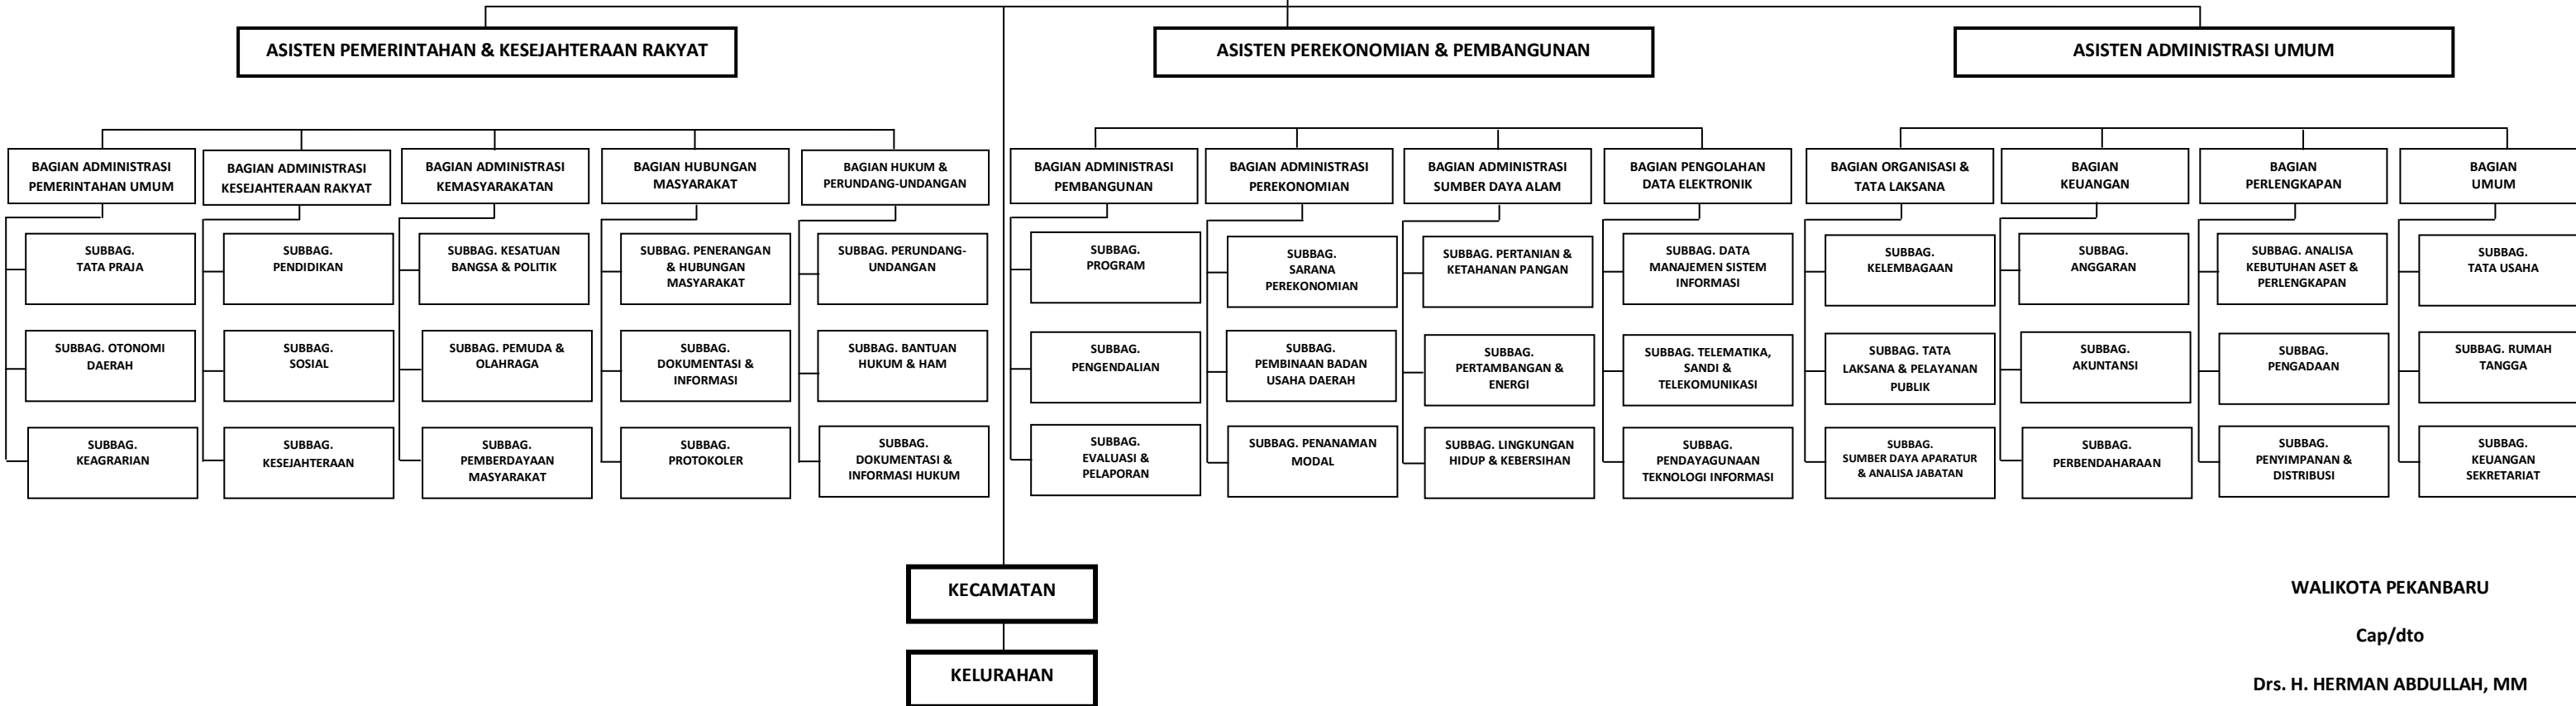 ASISTEN PEMERINTAHAN & KESEJAHTERAAN RAKYAT
ASISTEN PEREKONOMIAN & PEMBANGUNAN
ASISTEN ADMINISTRASI UMUM
BAGIAN ADMINISTRASI
PEMERINTAHAN UMUM
BAGIAN ADMINISTRASI
KESEJAHTERAAN RAKYAT
BAGIAN ADMINISTRASI
KEMASYARAKATAN
BAGIAN HUBUNGAN
MASYARAKAT
BAGIAN HUKUM &
PERUNDANG-UNDANGAN
BAGIAN ADMINISTRASI
PEMBANGUNAN
BAGIAN ADMINISTRASI
PEREKONOMIAN
BAGIAN ADMINISTRASI
SUMBER DAYA ALAM
BAGIAN PENGOLAHAN
DATA ELEKTRONIK
BAGIAN ORGANISASI &
TATA LAKSANA
BAGIAN
KEUANGAN
BAGIAN
PERLENGKAPAN
BAGIAN
UMUM
SUBBAG.
TATA PRAJA
SUBBAG.
PENDIDIKAN
SUBBAG. KESATUAN
BANGSA & POLITIK
SUBBAG. PENERANGAN
& HUBUNGAN
MASYARAKAT
SUBBAG. PERUNDANG-
UNDANGAN
SUBBAG.
PROGRAM
SUBBAG.
SARANA
PEREKONOMIAN
SUBBAG. PERTANIAN &
KETAHANAN PANGAN
SUBBAG. DATA
MANAJEMEN SISTEM
INFORMASI
SUBBAG.
KELEMBAGAAN
SUBBAG.
ANGGARAN
SUBBAG. ANALISA
KEBUTUHAN ASET &
PERLENGKAPAN
SUBBAG.
TATA USAHA
SUBBAG. OTONOMI
DAERAH
SUBBAG.
SOSIAL
SUBBAG. PEMUDA &
OLAHRAGA
SUBBAG.
DOKUMENTASI &
INFORMASI
SUBBAG. BANTUAN
HUKUM & HAM
SUBBAG.
PENGENDALIAN
SUBBAG.
PEMBINAAN BADAN
USAHA DAERAH
SUBBAG.
PERTAMBANGAN &
ENERGI
SUBBAG. TELEMATIKA,
SANDI &
TELEKOMUNIKASI
SUBBAG. TATA
LAKSANA & PELAYANAN
PUBLIK
SUBBAG.
AKUNTANSI
SUBBAG.
PENGADAAN
SUBBAG. RUMAH
TANGGA
SUBBAG.
KEAGRARIAN
SUBBAG.
KESEJAHTERAAN
SUBBAG.
PEMBERDAYAAN
MASYARAKAT
SUBBAG.
PROTOKOLER
SUBBAG.
DOKUMENTASI &
INFORMASI HUKUM
SUBBAG.
EVALUASI &
PELAPORAN
SUBBAG. PENANAMAN
MODAL
SUBBAG. LINGKUNGAN
HIDUP & KEBERSIHAN
SUBBAG.
PENDAYAGUNAAN
TEKNOLOGI INFORMASI
SUBBAG.
SUMBER DAYA APARATUR
& ANALISA JABATAN
SUBBAG.
PERBENDAHARAAN
SUBBAG.
PENYIMPANAN &
DISTRIBUSI
SUBBAG.
KEUANGAN
SEKRETARIAT
KECAMATAN
KELURAHAN
WALIKOTA PEKANBARU
Cap/dto
Drs. H. HERMAN ABDULLAH, MM